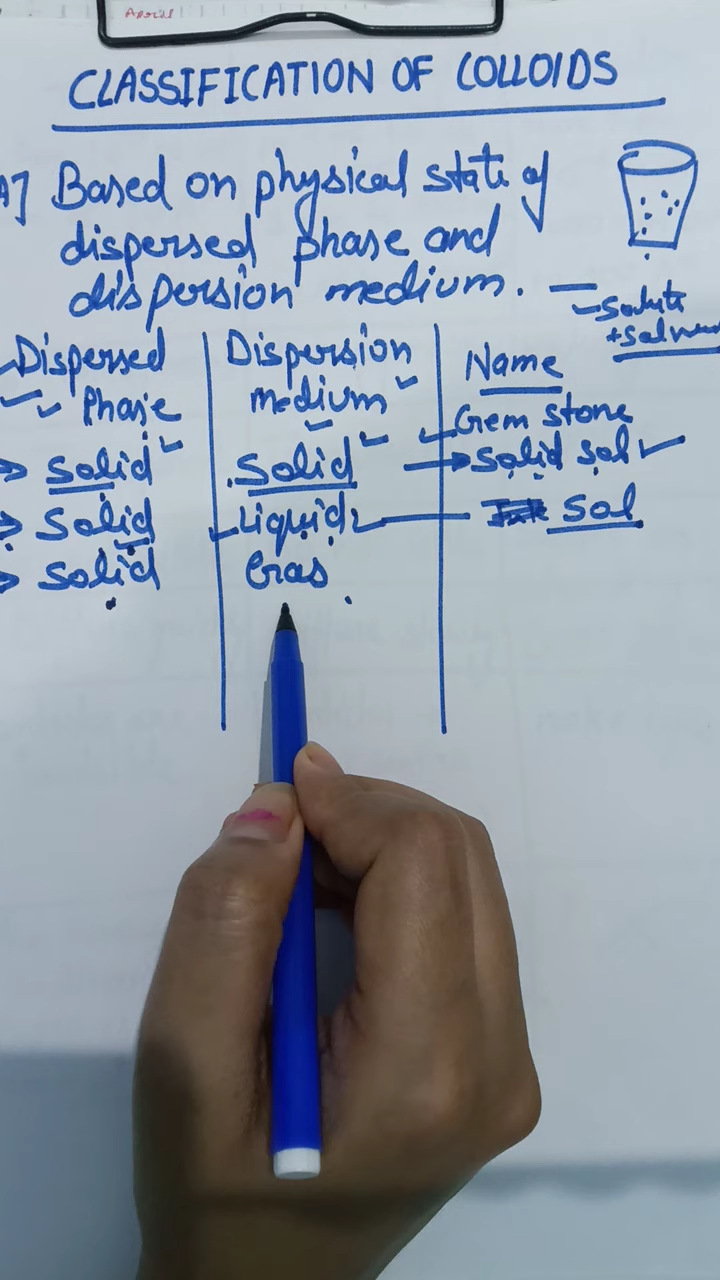 April
CLASSIFICATION OF COLLOIDS
A] Based on physical state of
dispersed phase and
dispersion medium.
Solute
+ Solvent
Dispersed Phase
Dispersion medium
Name
Gem stone
Solid Solid Solid sol
Solid Liquid Sol
Solid Gas